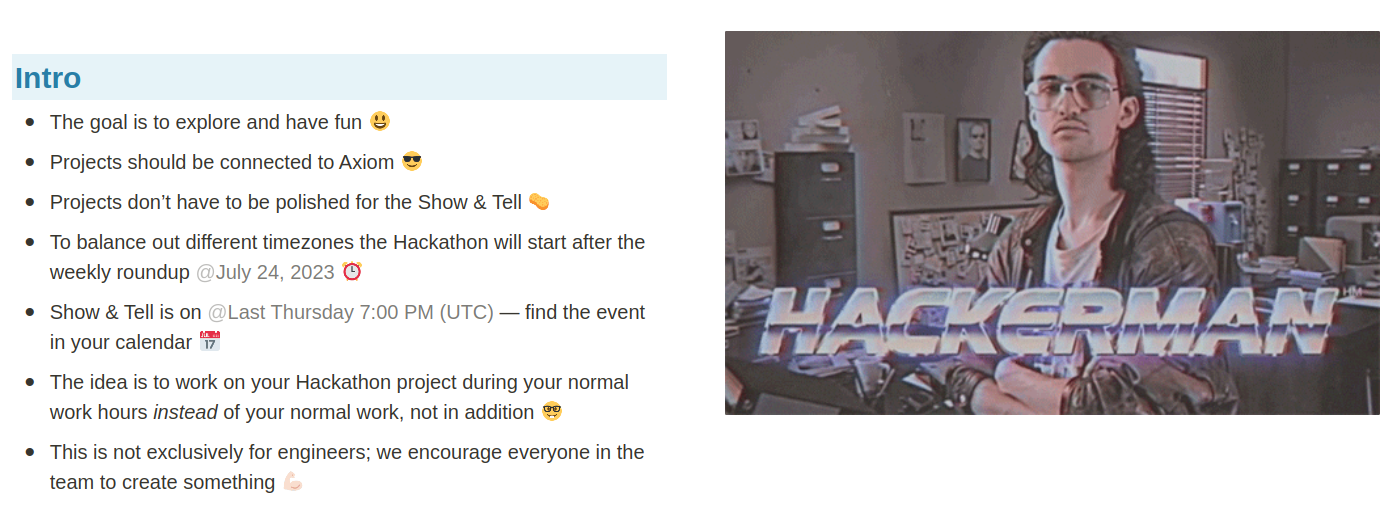 Intro
The goal is to explore and have fun 😃
Projects should be connected to Axiom 😎
Projects don’t have to be polished for the Show & Tell 🥔
To balance out different timezones the Hackathon will start after the
weekly roundup @July 24, 2023 ⏰
Show & Tell is on @Last Thursday 7:00 PM (UTC) — find the event
in your calendar 📅
The idea is to work on your Hackathon project during your normal
work hours instead of your normal work, not in addition 🤓
This is not exclusively for engineers; we encourage everyone in the
team to create something 💪🏻
HACKERMAN
HM